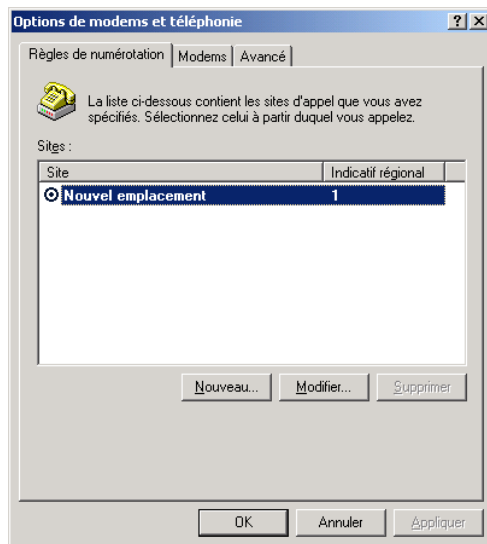 Options de modems et téléphonie
Règles de numérotation Modems Avancé
La liste ci-dessous contient les sites d'appel que vous avez
spécifiés. Sélectionnez celui à partir duquel vous appelez.
Sites :
Site Indicatif régional
Nouvel emplacement 1
Nouveau... Modifier... Supprimer
OK Annuler Appliquer